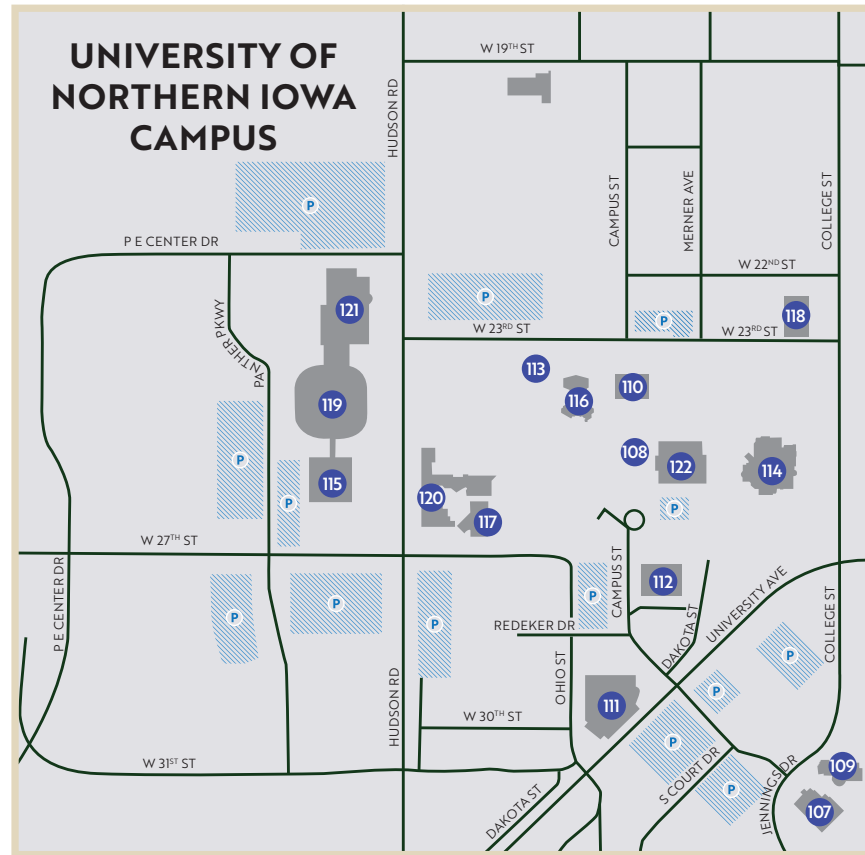 UNIVERSITY OF
NORTHERN IOWA
CAMPUS
W 19TH ST
HUDSON RD
CAMPUS ST
MERNER AVE
COLLEGE ST
P
P E CENTER DR
W 22ND ST
121
P
P
118
PANTHER PKWY
W 23RD ST
W 23RD ST
113
110
119
116
108
P
122
114
115
120
P
P
117
W 27TH ST
CAMPUS ST
P E CENTER DR
112
UNIVERSITY AVE
P
P
P
P
REDEKER DR
DAKOTA ST
COLLEGE ST
P
HUDSON RD
OHIO ST
P
111
W 30TH ST
P
W 31ST ST
S COURT DR
109
P
JENNINGS DR
107
DAKOTA ST